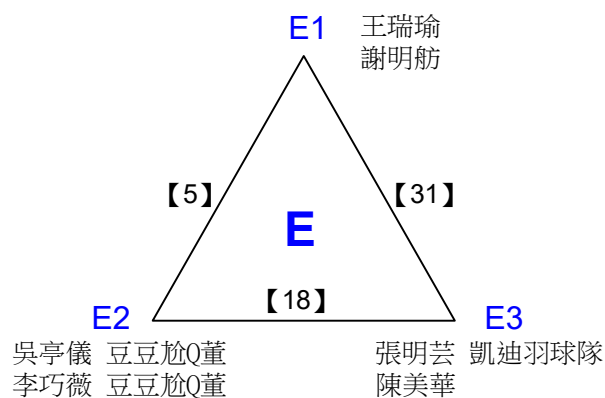 E1 王瑞瑜
謝明舫
【5】 【31】
E
【18】
E2 E3
吳亭儀 豆豆尬Q董 張明芸 凱迪羽球隊
李巧薇 豆豆尬Q董 陳美華